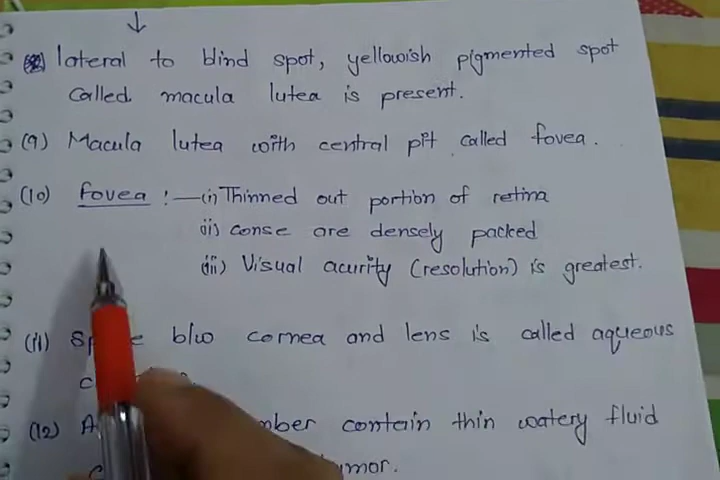 lateral to blind spot, yellowish pigmented spot
called macula lutea is present.
(9) Macula lutea with central pit called fovea.
(10) fovea :— (i) Thinned out portion of retina
(ii) conse are densely packed
(iii) Visual acurity (resolution) is greatest.
(11) b/w cornea and lens is called aqueous
(12) contain thin watery fluid